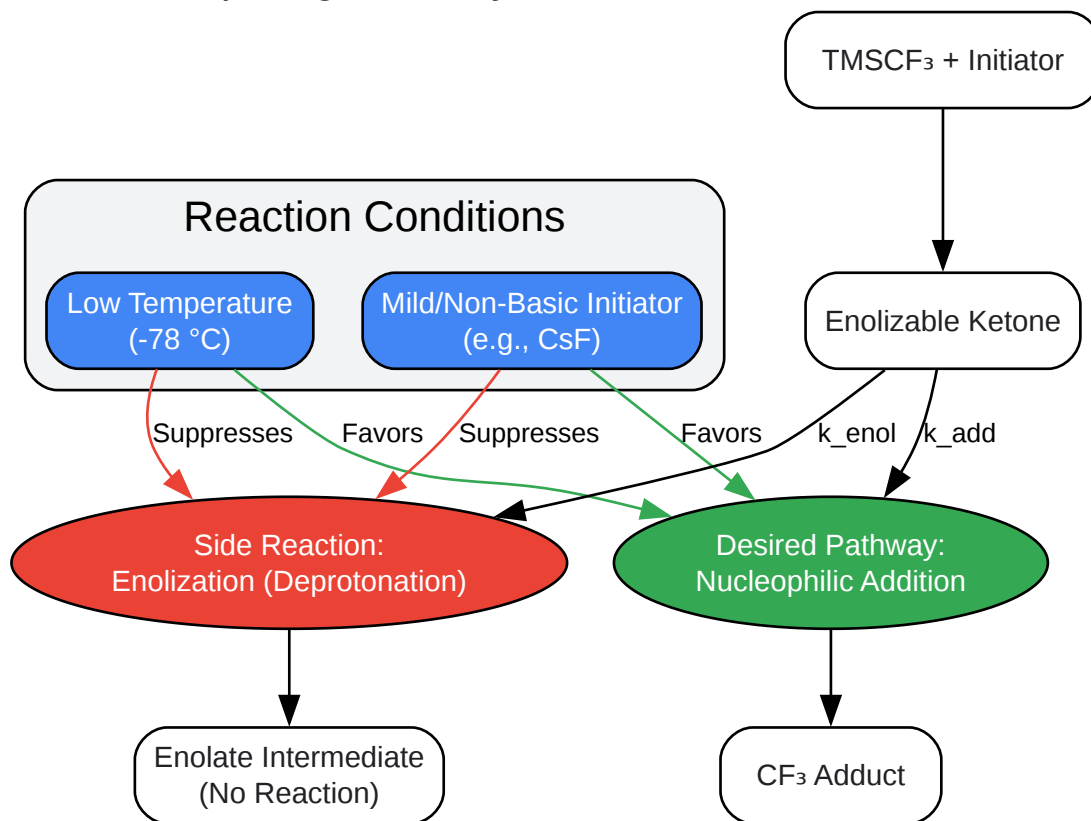 TMSCF₃ + Initiator
Reaction Conditions
Low Temperature
(-78 °C)
Mild/Non-Basic Initiator
(e.g., CsF)
Enolizable Ketone
Suppresses
Favors
Suppresses
Favors
k_enol
k_add
Side Reaction:
Enolization (Deprotonation)
Desired Pathway:
Nucleophilic Addition
Enolate Intermediate
(No Reaction)
CF₃ Adduct